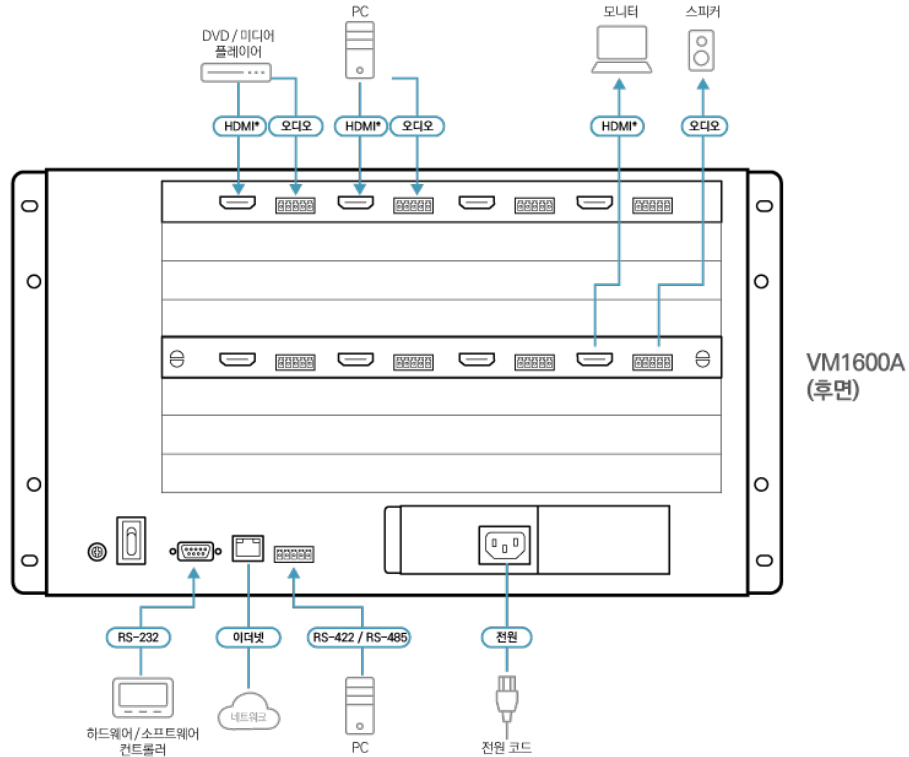 PC
모니터
스피커
DVD / 미디어
플레이어
HDMI*
오디오
HDMI*
오디오
HDMI*
오디오
VM1600A
(후면)
RS-232
이더넷
RS-422 / RS-485
전원
네트워크
하드웨어/소프트웨어
컨트롤러
PC
전원 코드